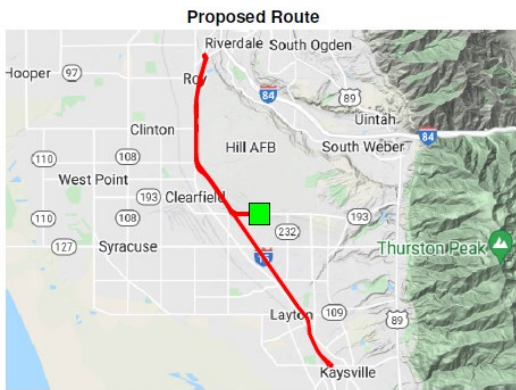 Proposed Route
Riverdale South Ogden
Hooper 97
Roy
84
89
Uintah
Clinton
Hill AFB
84
South Weber
110
108
West Point
193 Clearfield
193
110
108
232
127
Syracuse
Thurston Peak
15
Layton 109
89
Kaysville